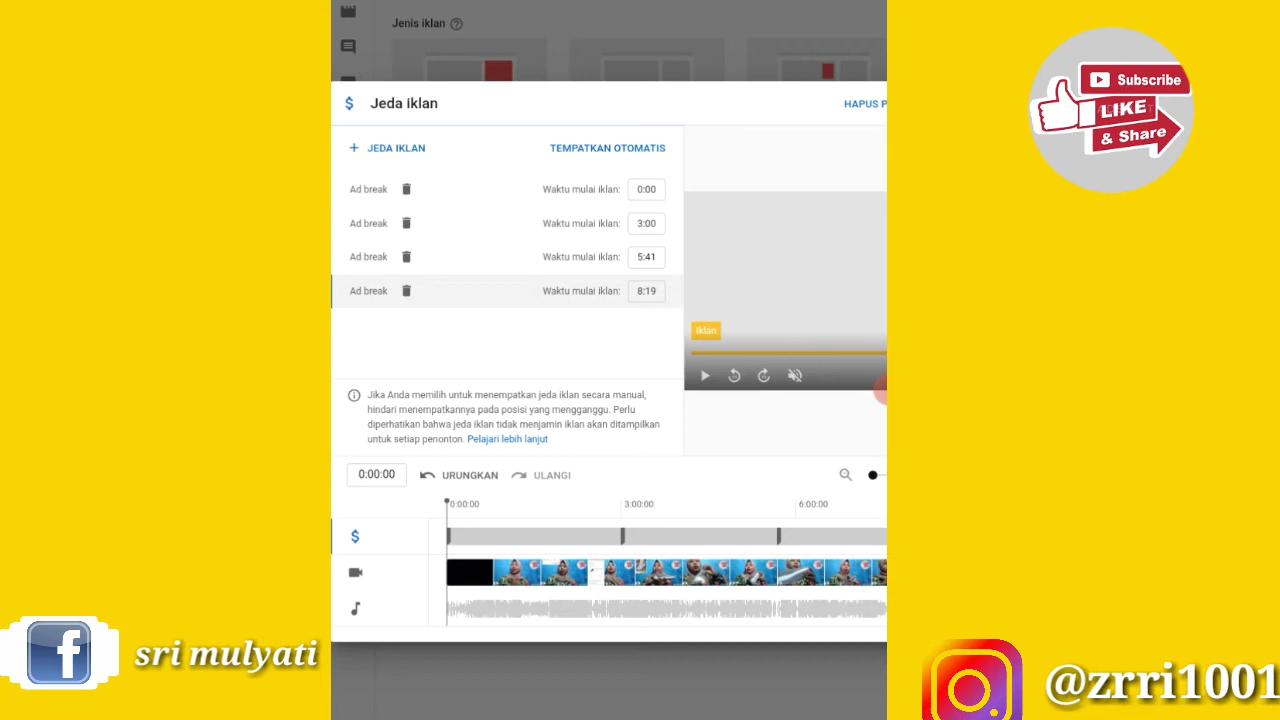 Jenis iklan
Jeda iklan
HAPUS P
JEDA IKLAN
TEMPATKAN OTOMATIS
Ad break
Waktu mulai iklan:
0:00
Ad break
Waktu mulai iklan:
3:00
Ad break
Waktu mulai iklan:
5:41
Ad break
Waktu mulai iklan:
8:19
Iklan
Jika Anda memilih untuk menempatkan jeda iklan secara manual,
hindari menempatkannya pada posisi yang mengganggu. Perlu
diperhatikan bahwa jeda iklan tidak menjamin iklan akan ditampilkan
untuk setiap penonton. Pelajari lebih lanjut
0:00:00
URUNGKAN
ULANGI
0:00:00
3:00:00
6:00:00
Subscribe
LIKE
& Share
sri mulyati
@zrri1001